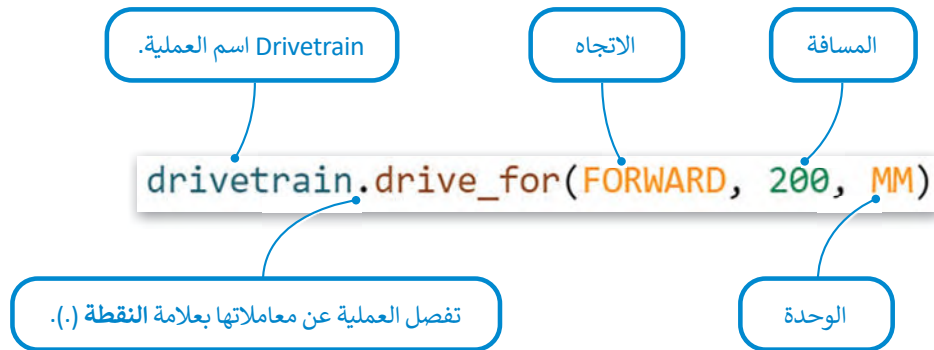 المسافة
الاتجاه
Drivetrain اسم العملية.
drivetrain.drive_for(FORWARD, 200, MM)
الوحدة
تفصل العملية عن معاملاتها بعلامة النقطة (.).